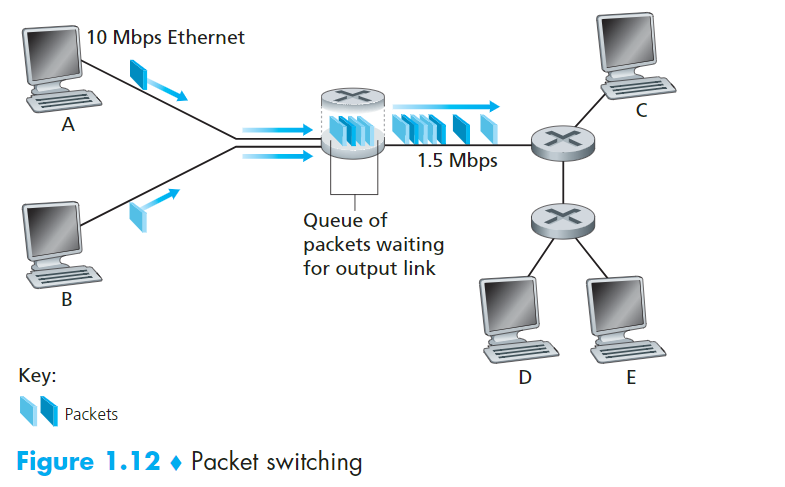 10 Mbps Ethernet
A
C
1.5 Mbps
Queue of
packets waiting
for output link
B
D
E
Key:
Packets
Figure 1.12 ♦ Packet switching